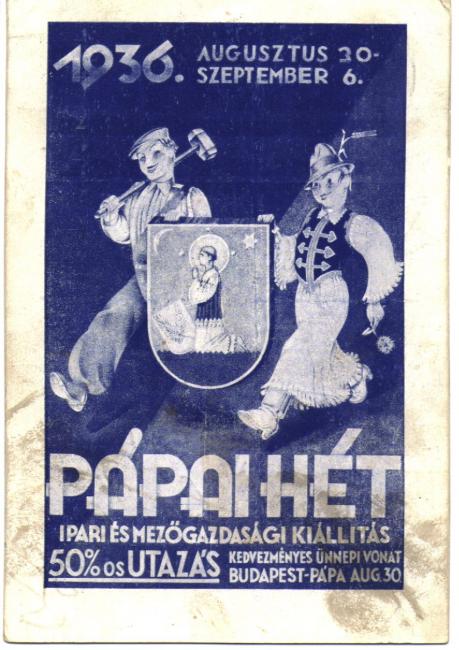 1936. AUGUSZTUS 30-
SZEPTEMBER 6.
PÁPAI HÉT
IPARI ÉS MEZŐGAZDASÁGI KIÁLLITÁS
50% OS UTAZÁS
KEDVEZMÉNYES ÜNNEPI VONAT
BUDAPEST-PÁPA AUG. 30.